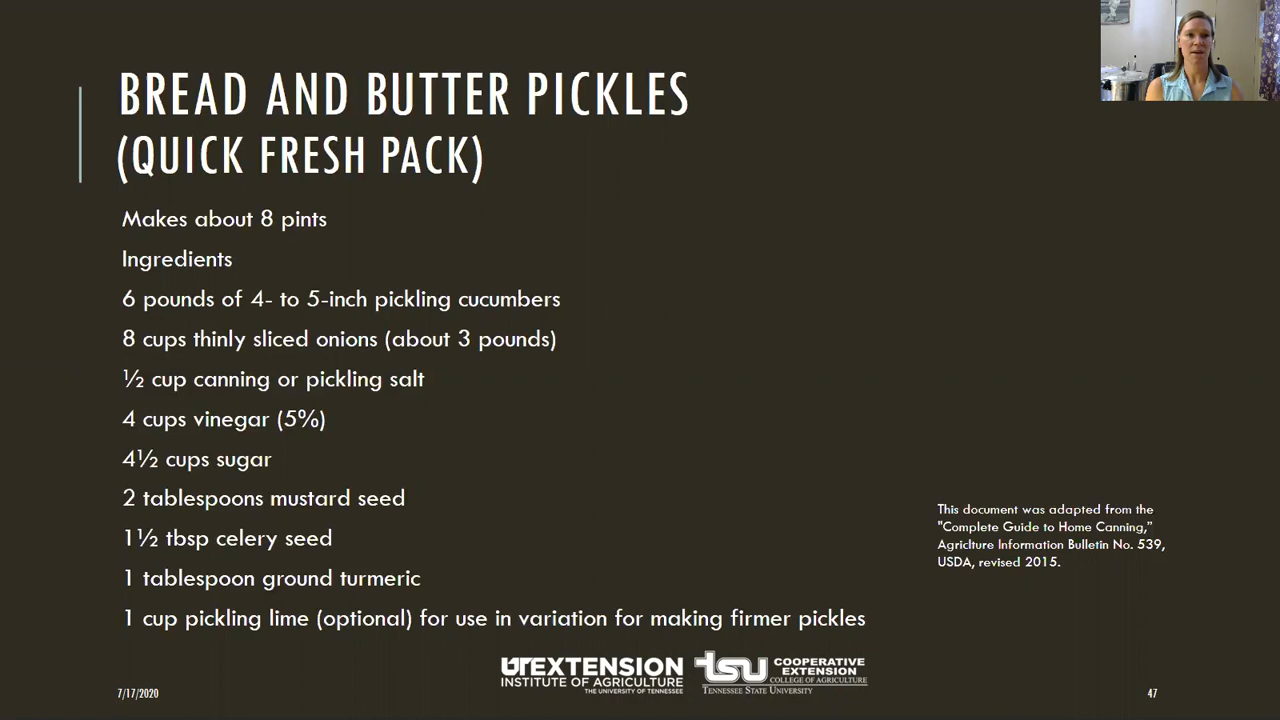 BREAD AND BUTTER PICKLES
(QUICK FRESH PACK)
Makes about 8 pints
Ingredients
6 pounds of 4- to 5-inch pickling cucumbers
8 cups thinly sliced onions (about 3 pounds)
½ cup canning or pickling salt
4 cups vinegar (5%)
4½ cups sugar
2 tablespoons mustard seed
1½ tbsp celery seed
1 tablespoon ground turmeric
1 cup pickling lime (optional) for use in variation for making firmer pickles
This document was adapted from the
"Complete Guide to Home Canning,"
Agriclture Information Bulletin No. 539,
USDA, revised 2015.
UTEXTENSION
INSTITUTE OF AGRICULTURE
THE UNIVERSITY OF TENNESSEE
tsu
COOPERATIVE
EXTENSION
COLLEGE OF AGRICULTURE
TENNESSEE STATE UNIVERSITY
7/17/2020
47